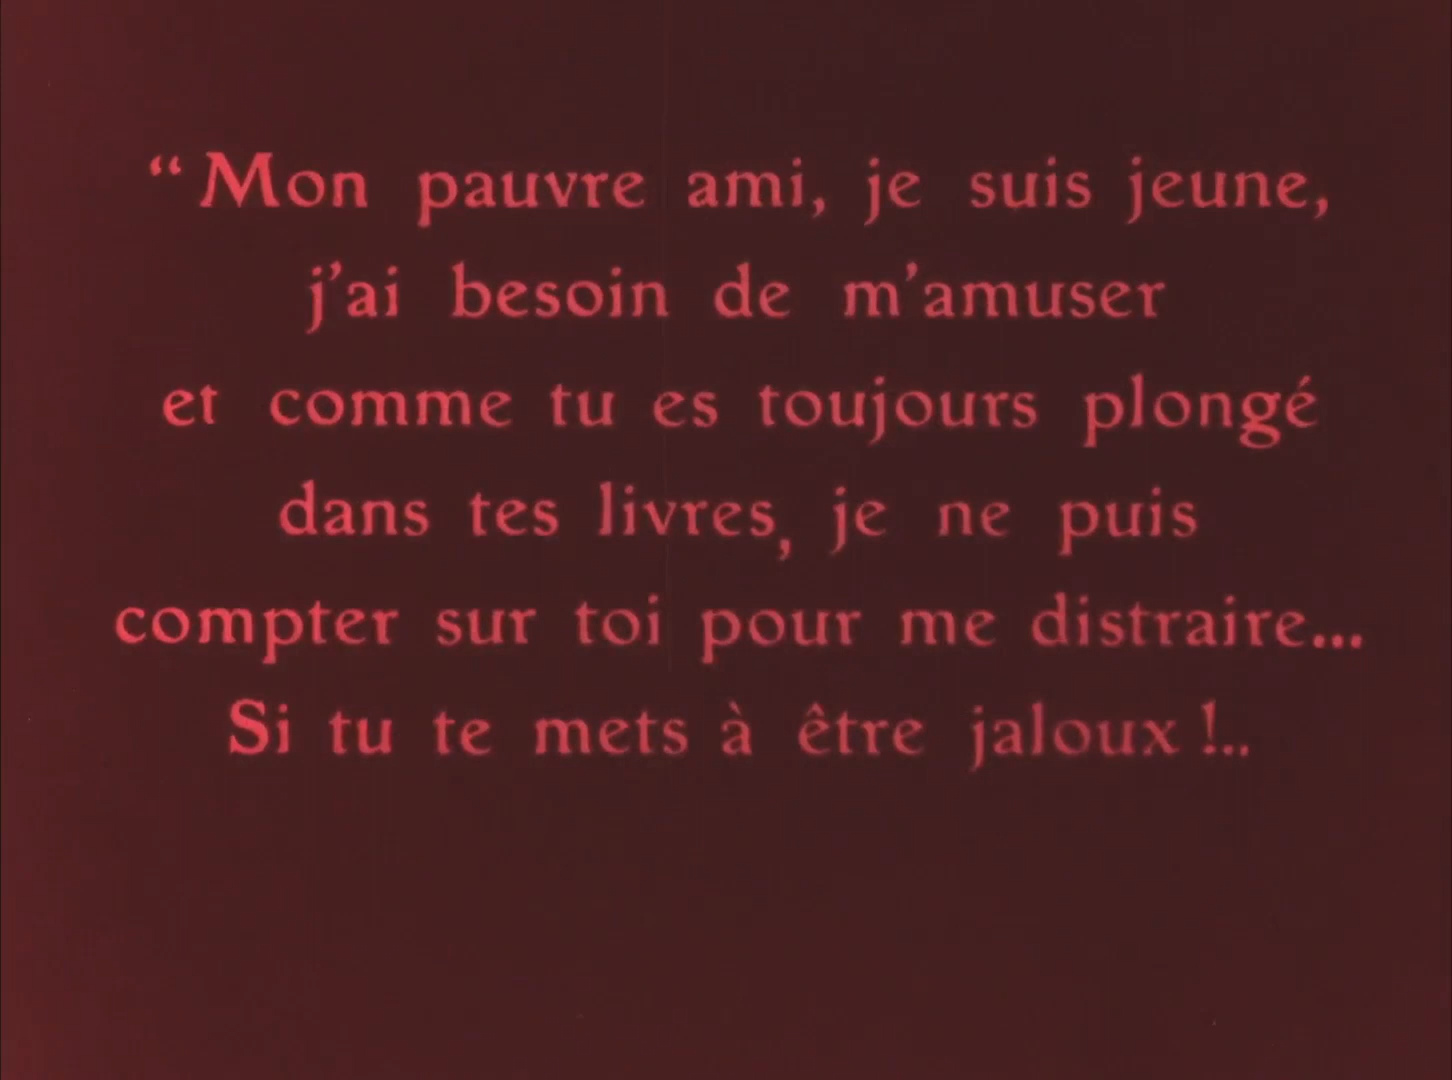 “Mon pauvre ami, je suis jeune,
j’ai besoin de m’amuser
et comme tu es toujours plongé
dans tes livres, je ne puis
compter sur toi pour me distraire...
Si tu te mets à être jaloux !..